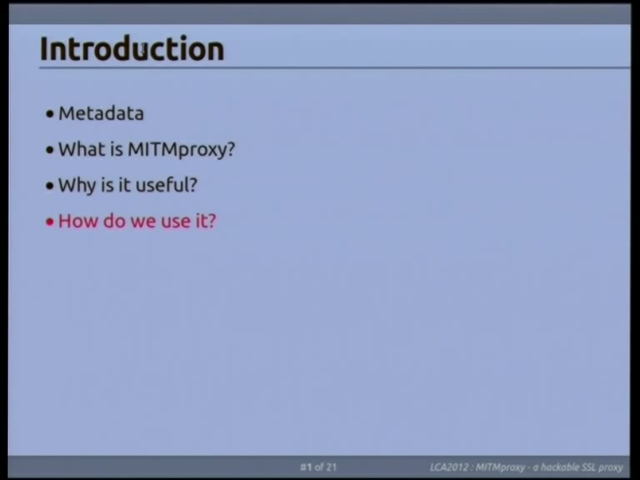 Introduction
• Metadata
• What is MITMproxy?
• Why is it useful?
• How do we use it?
#1 of 21
LCA2012 : MITMproxy - a hackable SSL proxy